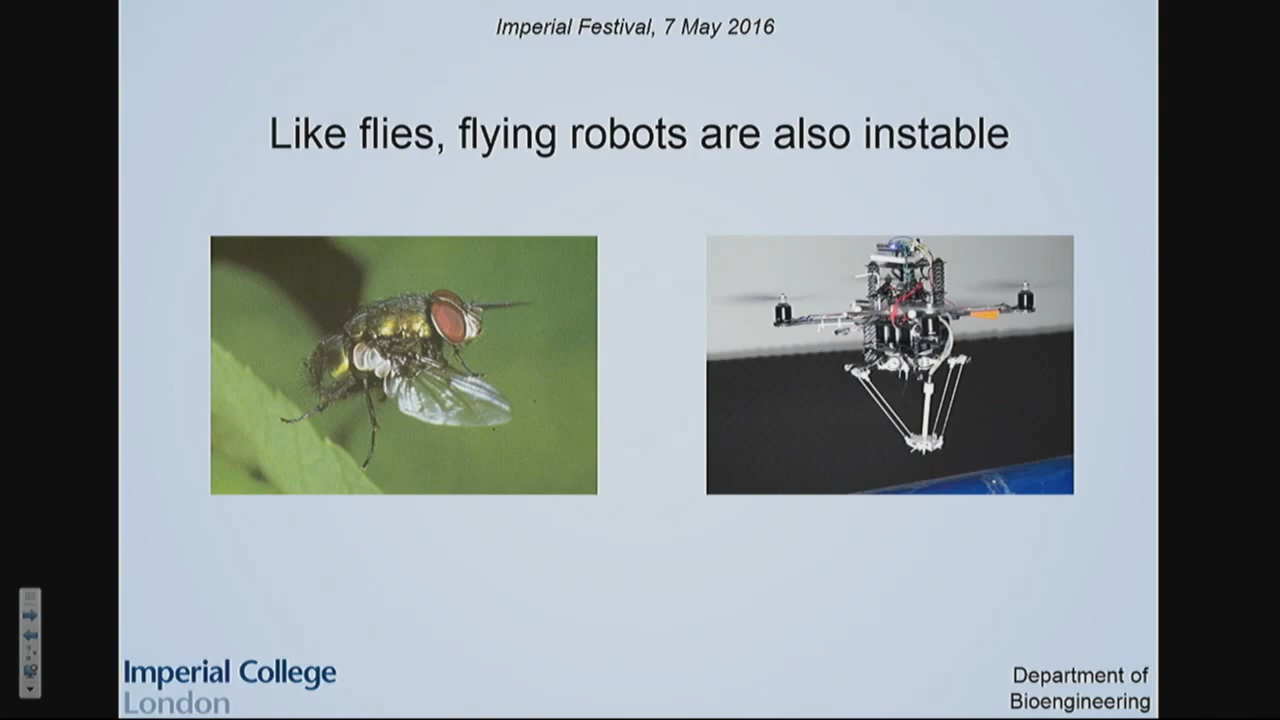 Imperial Festival, 7 May 2016
Like flies, flying robots are also instable
Imperial College
London
Department of
Bioengineering